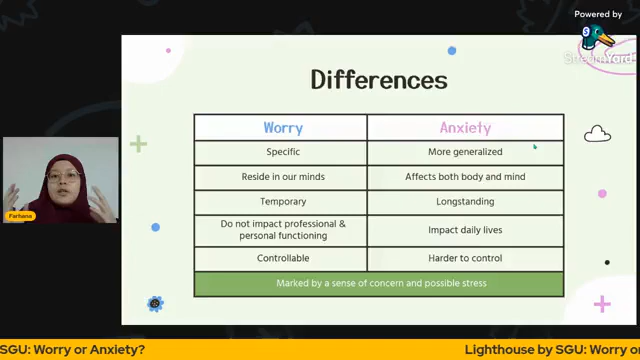 Powered by
StreamYard
Differences
Worry Anxiety
Specific More generalized
Reside in our minds Affects both body and mind
Temporary Longstanding
Do not impact professional &
personal functioning Impact daily lives
Controllable Harder to control
Marked by a sense of concern and possible stress
Farhana
SGU: Worry or Anxiety? Lighthouse by SGU: Worry or